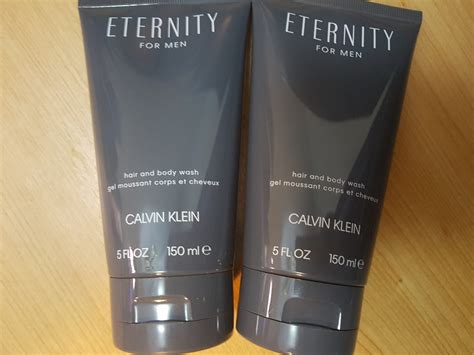 ETERNITY
FOR MEN
hair and body wash
gel moussant corps et cheveux
CALVIN KLEIN
5 FL OZ 150 ml e
ETERNITY
FOR MEN
hair and body wash
gel moussant corps et cheveux
CALVIN KLEIN
5 FL OZ 150 ml e